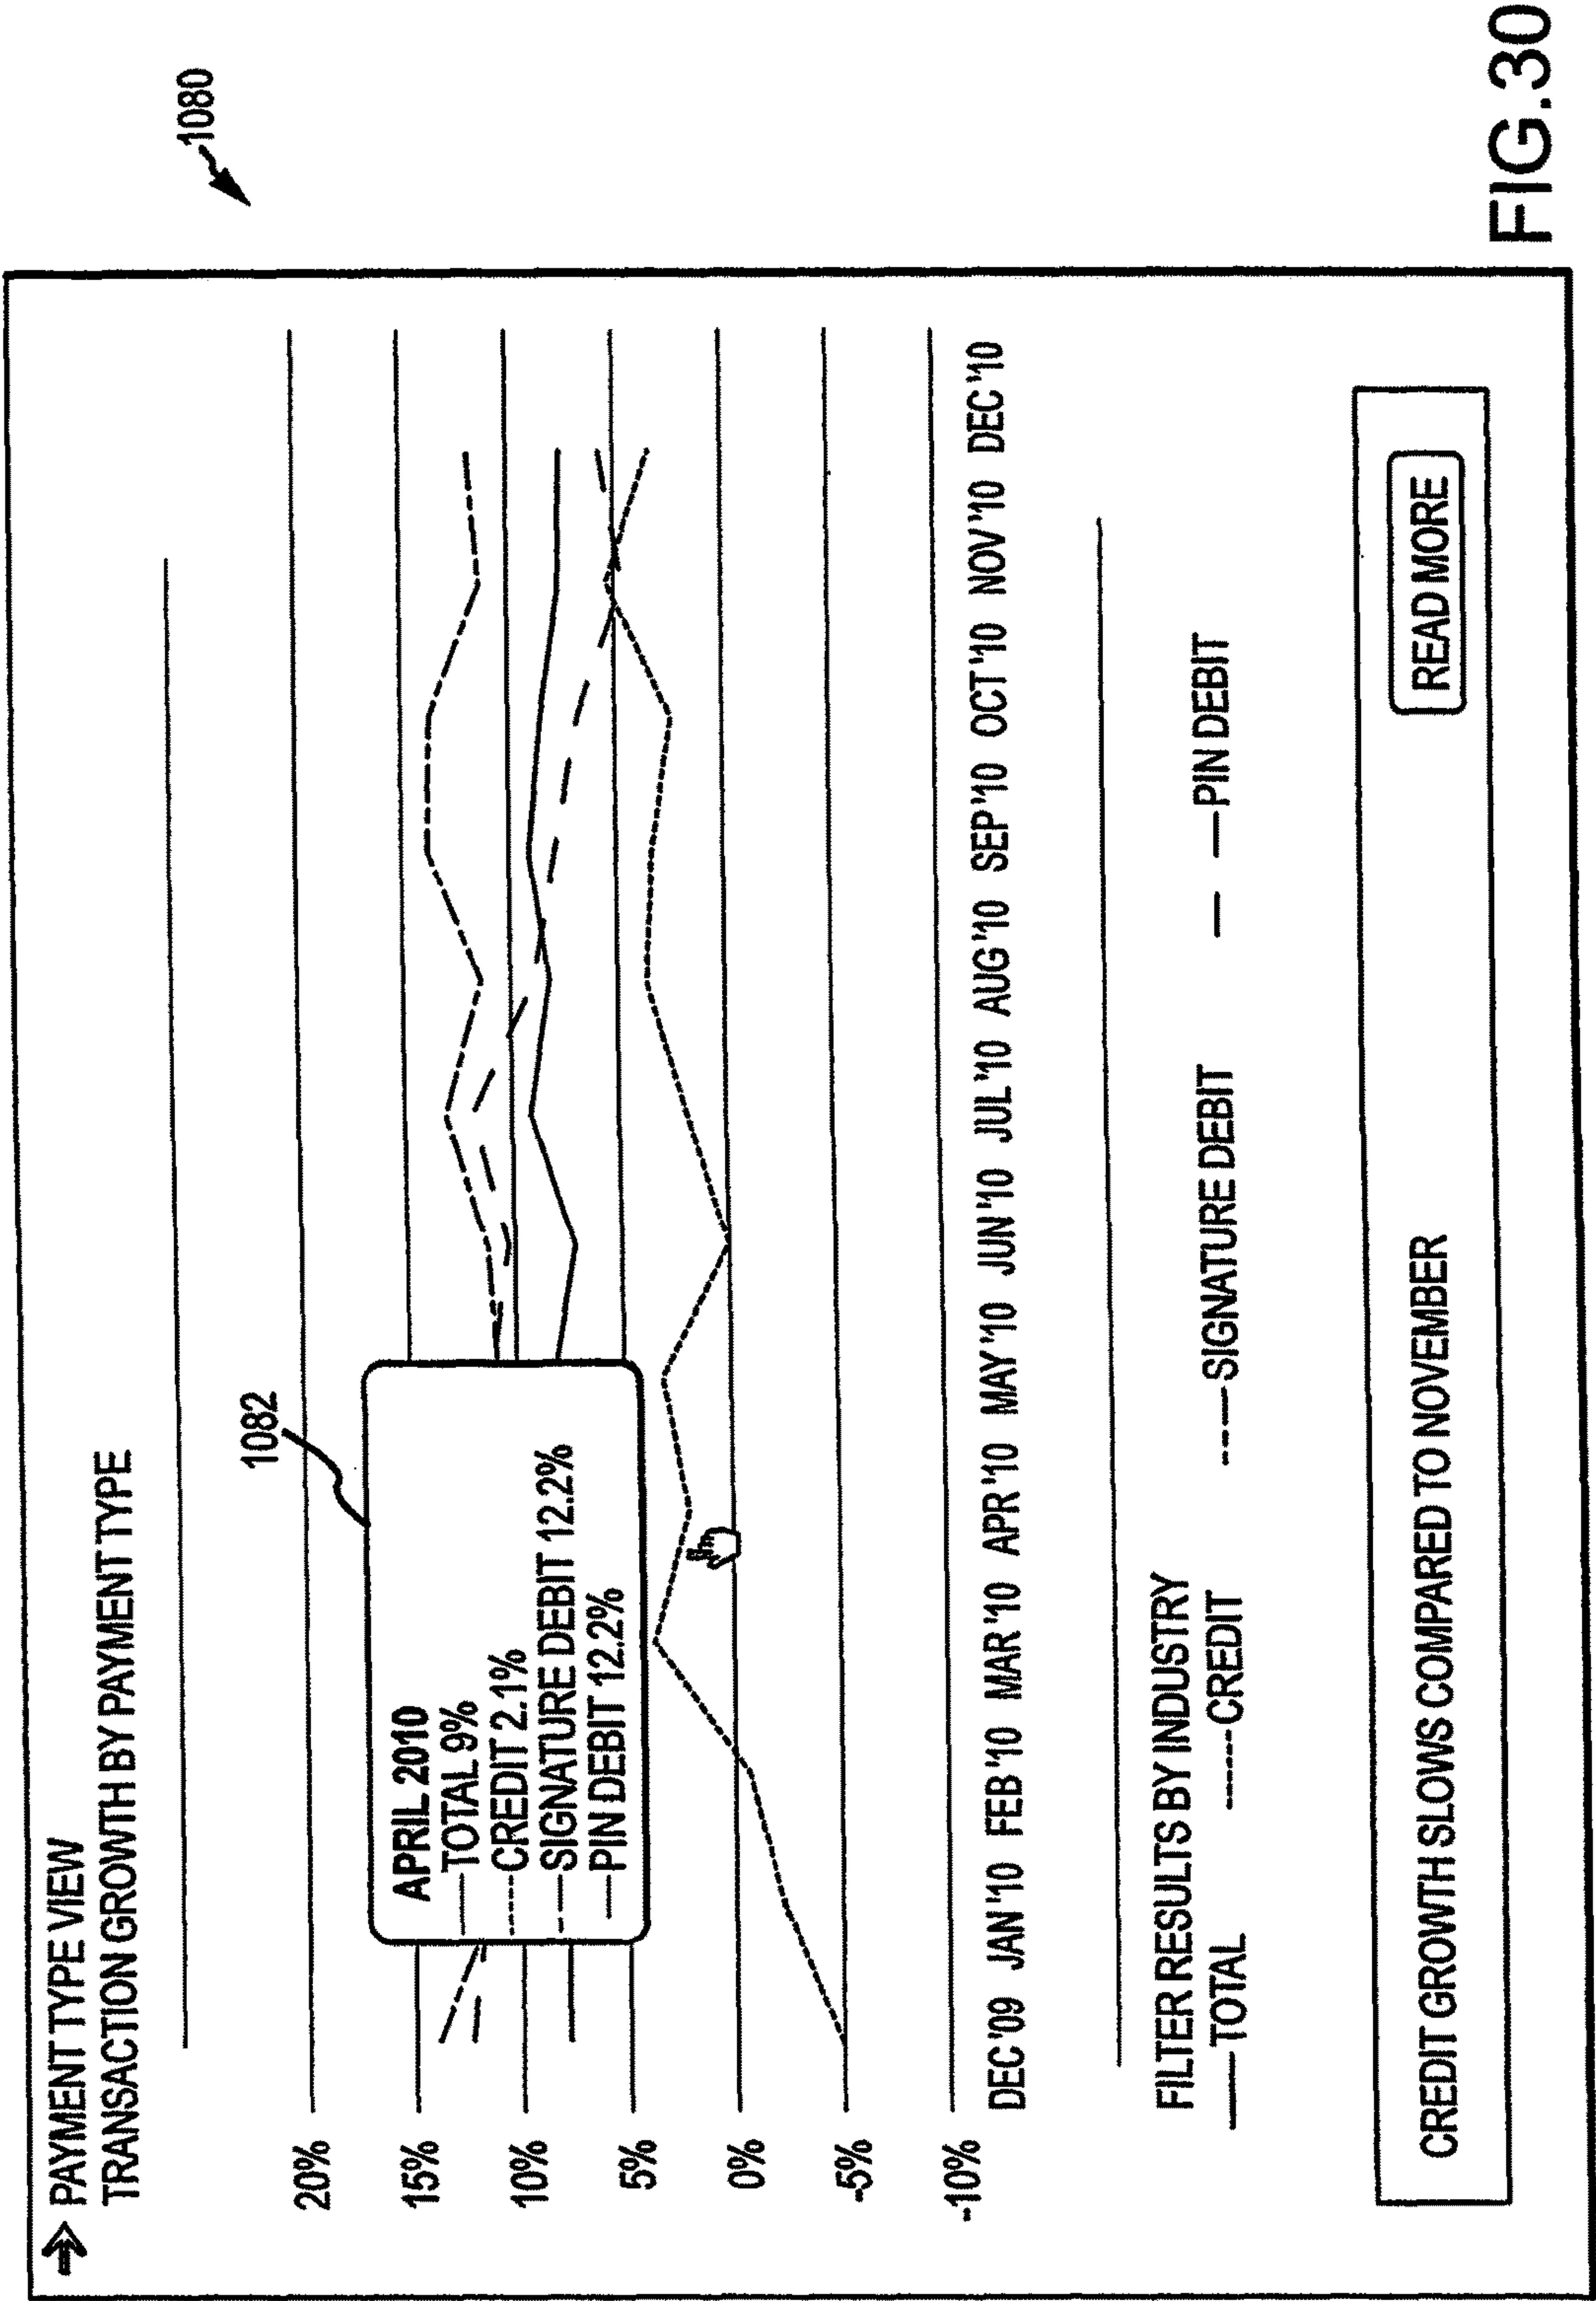 PAYMENT TYPE VIEW
TRANSACTION GROWTH BY PAYMENT TYPE
1080
1082
20%
15%
10%
5%
0%
-5%
-10%
APRIL 2010
TOTAL 9%
CREDIT 2.1%
SIGNATURE DEBIT 12.2%
PIN DEBIT 12.2%
DEC '09 JAN '10 FEB '10 MAR '10 APR '10 MAY '10 JUN '10 JUL '10 AUG '10 SEP '10 OCT '10 NOV '10 DEC '10
FILTER RESULTS BY INDUSTRY
TOTAL CREDIT SIGNATURE DEBIT PIN DEBIT
CREDIT GROWTH SLOWS COMPARED TO NOVEMBER READ MORE
FIG.30